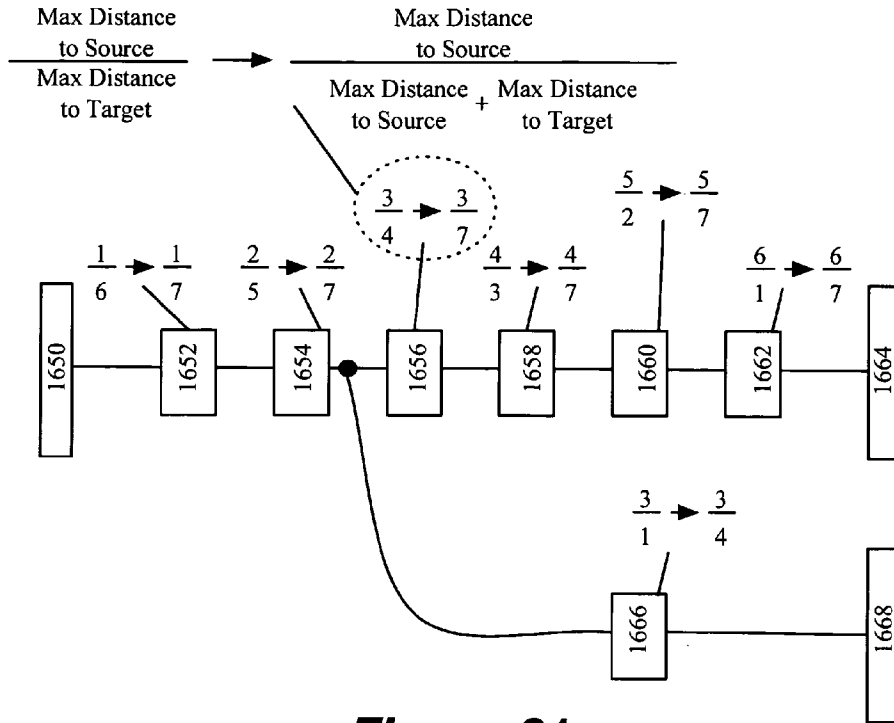 Max Distance
to Source
Max Distance
to Target
Max Distance
to Source
Max Distance
to Source
+
Max Distance
to Target
3/4 → 3/7
5/2 → 5/7
1/6 → 1/7
2/5 → 2/7
4/3 → 4/7
6/1 → 6/7
1650
1652
1654
1656
1658
1660
1662
1664
3/1 → 3/4
1666
1668